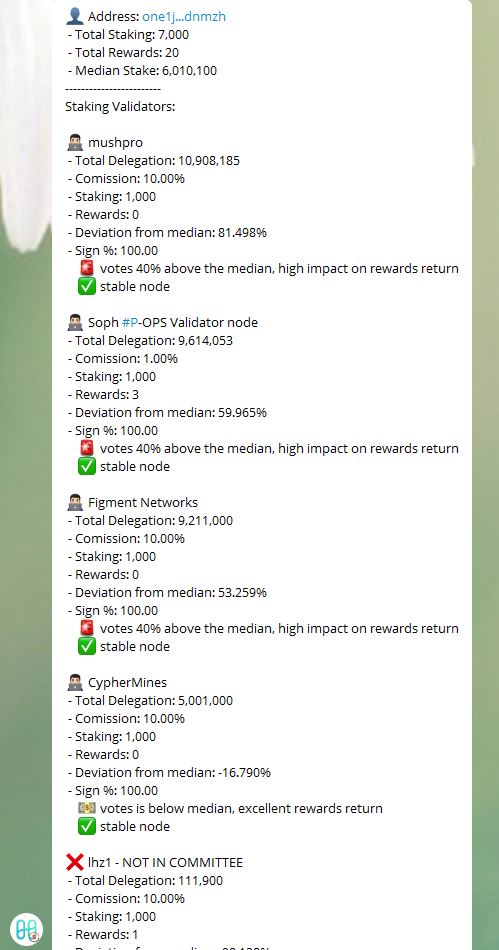 Address: one1j...dnmzh
- Total Staking: 7,000
- Total Rewards: 20
- Median Stake: 6,010,100
------------------------
Staking Validators:
mushpro
- Total Delegation: 10,908,185
- Comission: 10.00%
- Staking: 1,000
- Rewards: 0
- Deviation from median: 81.498%
- Sign %: 100.00
votes 40% above the median, high impact on rewards return
stable node
Soph #P-OPS Validator node
- Total Delegation: 9,614,053
- Comission: 1.00%
- Staking: 1,000
- Rewards: 3
- Deviation from median: 59.965%
- Sign %: 100.00
votes 40% above the median, high impact on rewards return
stable node
Figment Networks
- Total Delegation: 9,211,000
- Comission: 10.00%
- Staking: 1,000
- Rewards: 0
- Deviation from median: 53.259%
- Sign %: 100.00
votes 40% above the median, high impact on rewards return
stable node
CypherMines
- Total Delegation: 5,001,000
- Comission: 10.00%
- Staking: 1,000
- Rewards: 0
- Deviation from median: -16.790%
- Sign %: 100.00
votes is below median, excellent rewards return
stable node
lhz1 - NOT IN COMMITTEE
- Total Delegation: 111,900
- Comission: 10.00%
- Staking: 1,000
- Rewards: 1